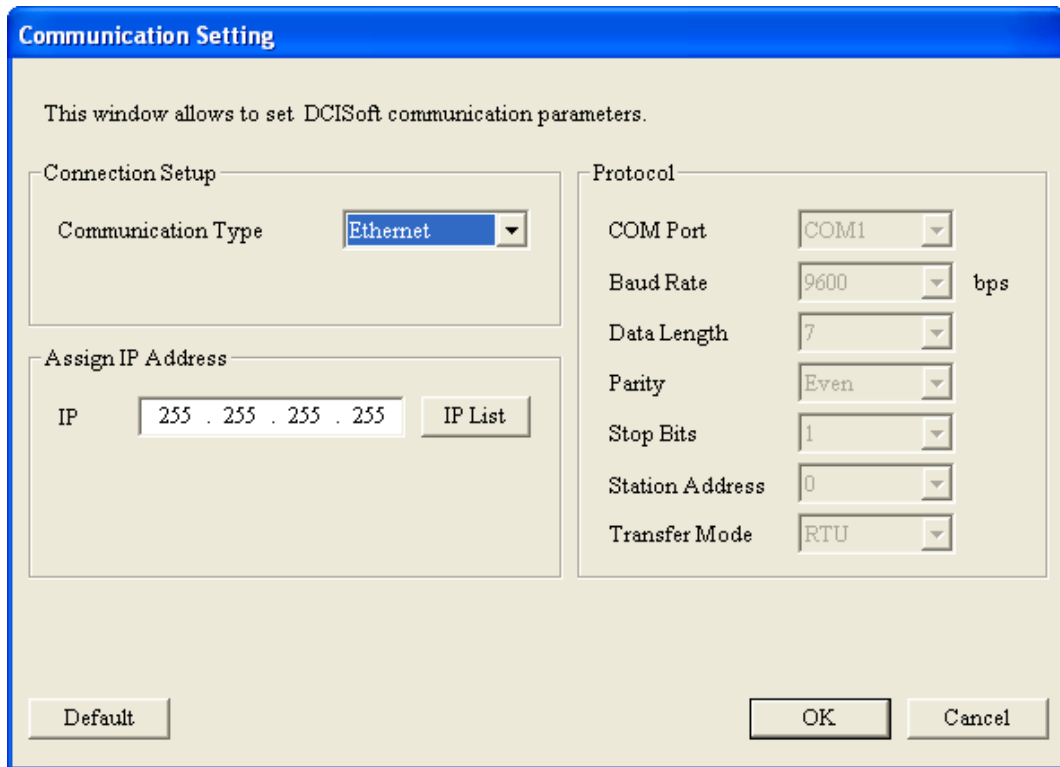 Communication Setting
This window allows to set DCISoft communication parameters.
Connection Setup
Communication Type Ethernet
Assign IP Address
IP 255 . 255 . 255 . 255 IP List
Protocol
COM Port COM1
Baud Rate 9600 bps
Data Length 7
Parity Even
Stop Bits 1
Station Address 0
Transfer Mode RTU
Default OK Cancel